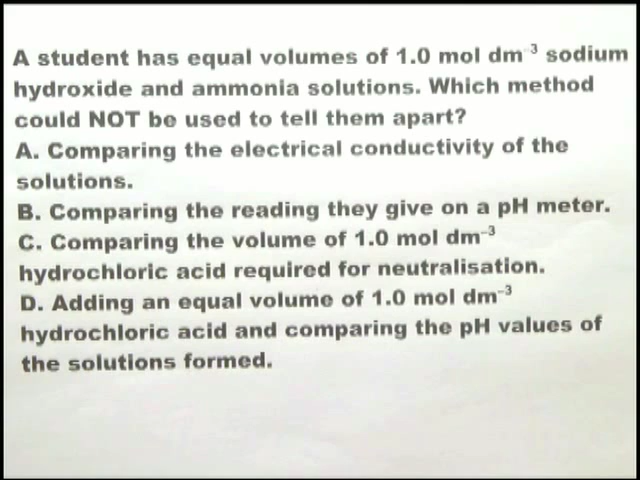 A student has equal volumes of 1.0 mol dm⁻³ sodium
hydroxide and ammonia solutions. Which method
could NOT be used to tell them apart?
A. Comparing the electrical conductivity of the
solutions.
B. Comparing the reading they give on a pH meter.
C. Comparing the volume of 1.0 mol dm⁻³
hydrochloric acid required for neutralisation.
D. Adding an equal volume of 1.0 mol dm⁻³
hydrochloric acid and comparing the pH values of
the solutions formed.